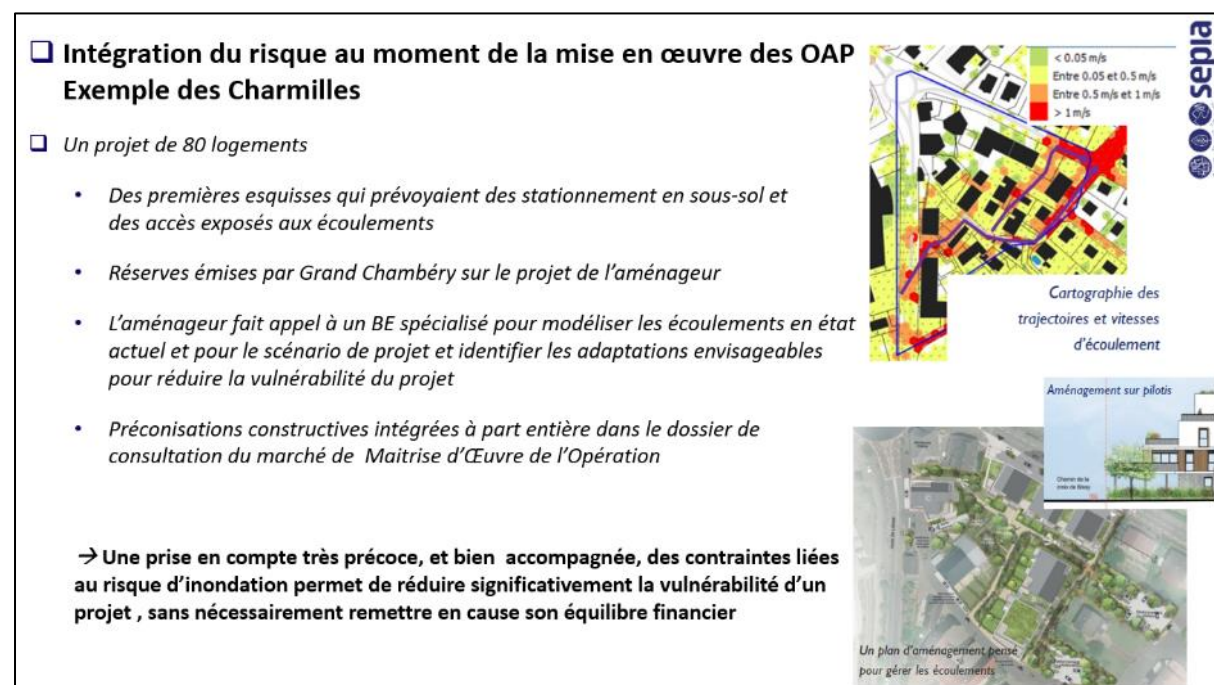 Intégration du risque au moment de la mise en œuvre des OAP
Exemple des Charmilles
Un projet de 80 logements
• Des premières esquisses qui prévoyaient des stationnement en sous-sol et
des accès exposés aux écoulements
• Réserves émises par Grand Chambéry sur le projet de l'aménageur
• L'aménageur fait appel à un BE spécialisé pour modéliser les écoulements en état
actuel et pour le scénario de projet et identifier les adaptations envisageables
pour réduire la vulnérabilité du projet
• Préconisations constructives intégrées à part entière dans le dossier de
consultation du marché de Maitrise d'Œuvre de l'Opération
→ Une prise en compte très précoce, et bien accompagnée, des contraintes liées
au risque d'inondation permet de réduire significativement la vulnérabilité d'un
projet , sans nécessairement remettre en cause son équilibre financier
< 0.05 m/s
Entre 0.05 et 0.5 m/s
Entre 0.5 m/s et 1 m/s
> 1 m/s
sepia
Cartographie des
trajectoires et vitesses
d'écoulement
Aménagement sur pilotis
Chemin de la
croix de Bissy
Un plan d'aménagement pensé
pour gérer les écoulements